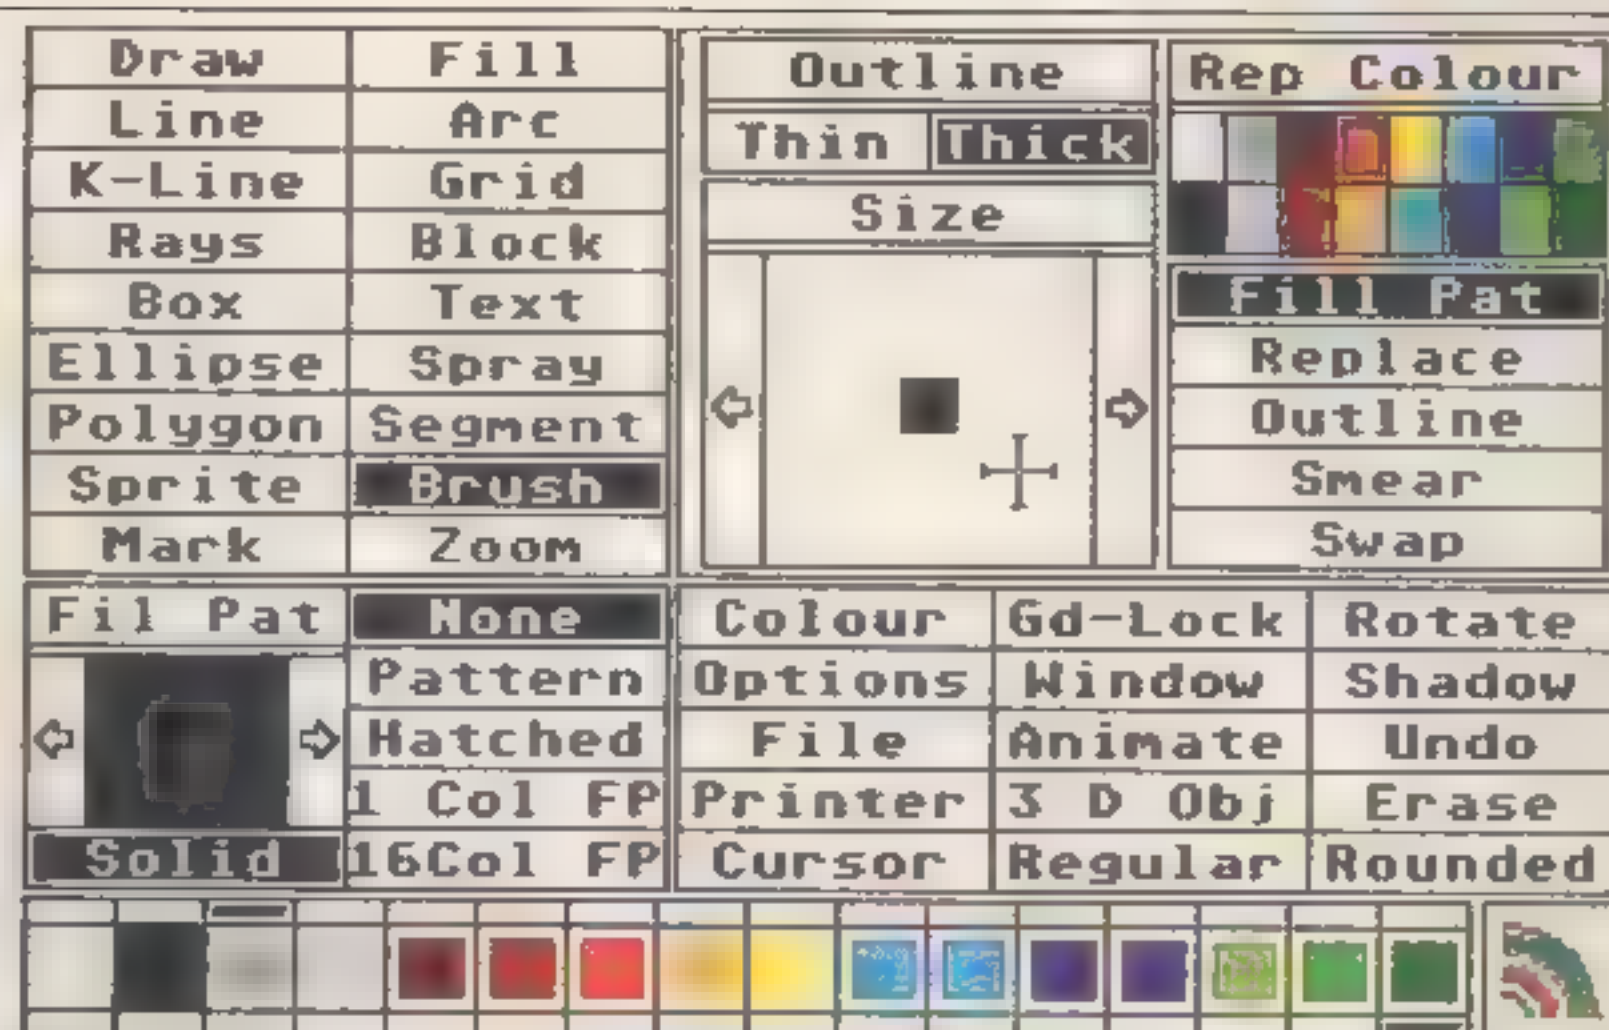 Draw Fill
Line Arc
K-Line Grid
Rays Block
Box Text
Ellipse Spray
Polygon Segment
Sprite Brush
Mark Zoom
Outline
Thin Thick
Size
Rep Colour
Fill Pat
Replace
Outline
Smear
Swap
Fil Pat None
Pattern
Hatched
1 Col FP
Solid 16Col FP
Colour Gd-Lock Rotate
Options Window Shadow
File Animate Undo
Printer 3 D Obj Erase
Cursor Regular Rounded